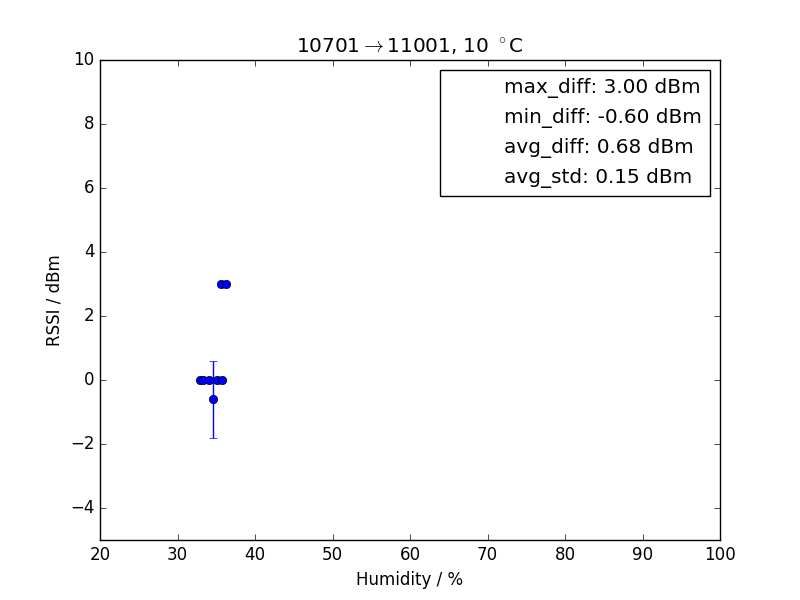 10701→11001, 10 °C
max_diff: 3.00 dBm
min_diff: -0.60 dBm
avg_diff: 0.68 dBm
avg_std: 0.15 dBm
RSSI / dBm
10
8
6
4
2
0
−2
−4
20 30 40 50 60 70 80 90 100
Humidity / %